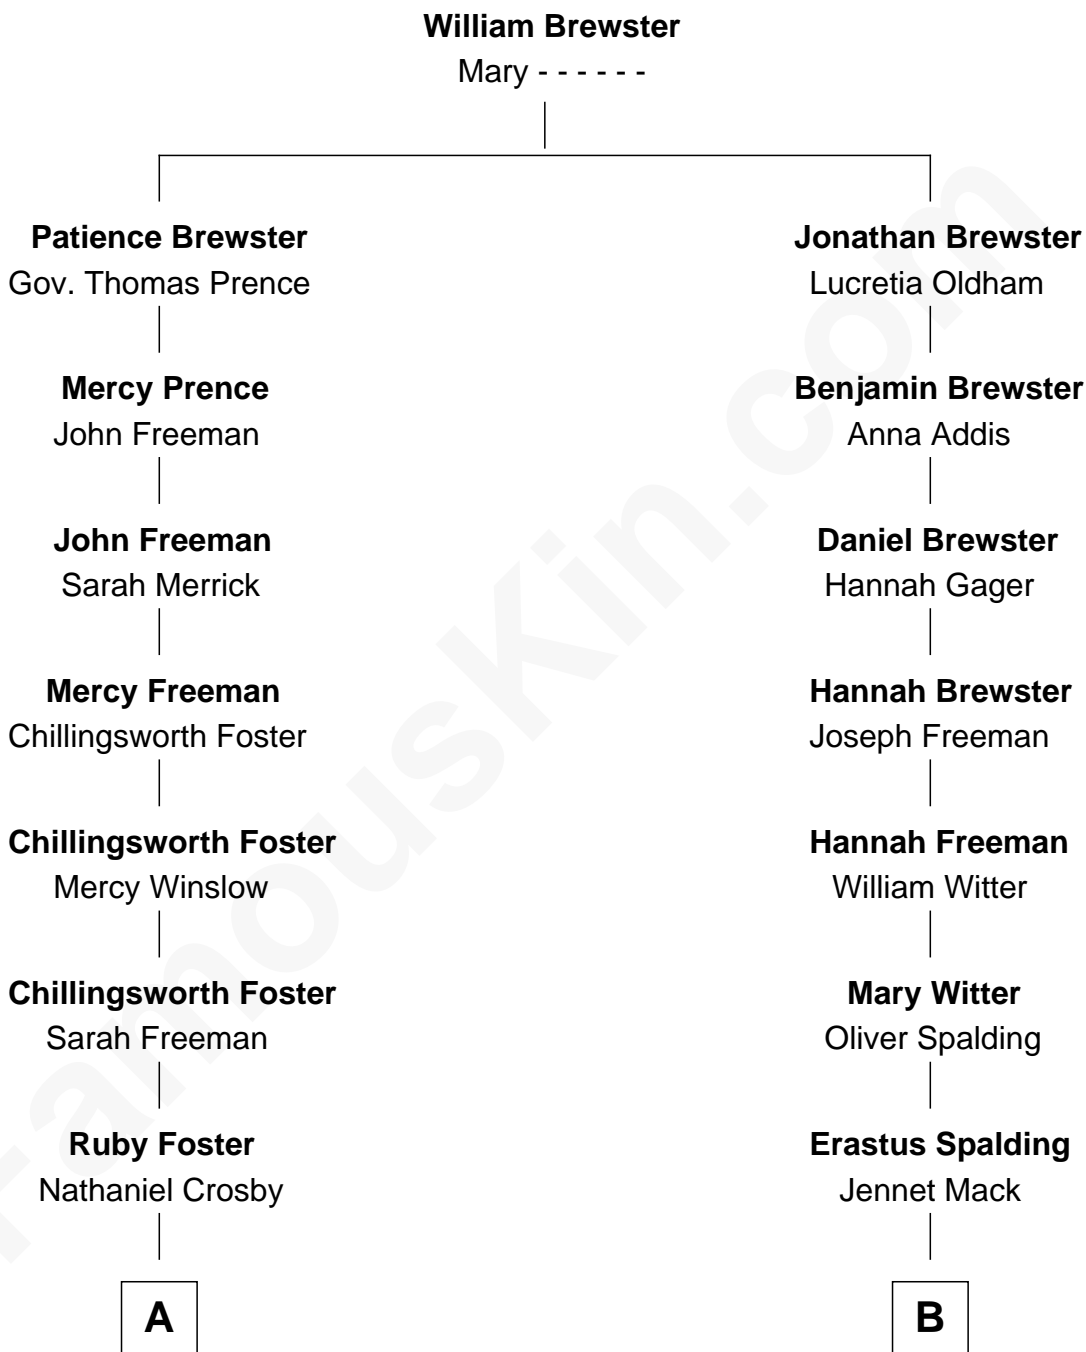 William Brewster
Mary - - - - - -
Patience Brewster
Gov. Thomas Prence
Jonathan Brewster
Lucretia Oldham
Mercy Prence
John Freeman
Benjamin Brewster
Anna Addis
John Freeman
Sarah Merrick
Daniel Brewster
Hannah Gager
Mercy Freeman
Chillingsworth Foster
Hannah Brewster
Joseph Freeman
Chillingsworth Foster
Mercy Winslow
Hannah Freeman
William Witter
Chillingsworth Foster
Sarah Freeman
Mary Witter
Oliver Spalding
Ruby Foster
Nathaniel Crosby
Erastus Spalding
Jennet Mack
A
B
FamousKin.com